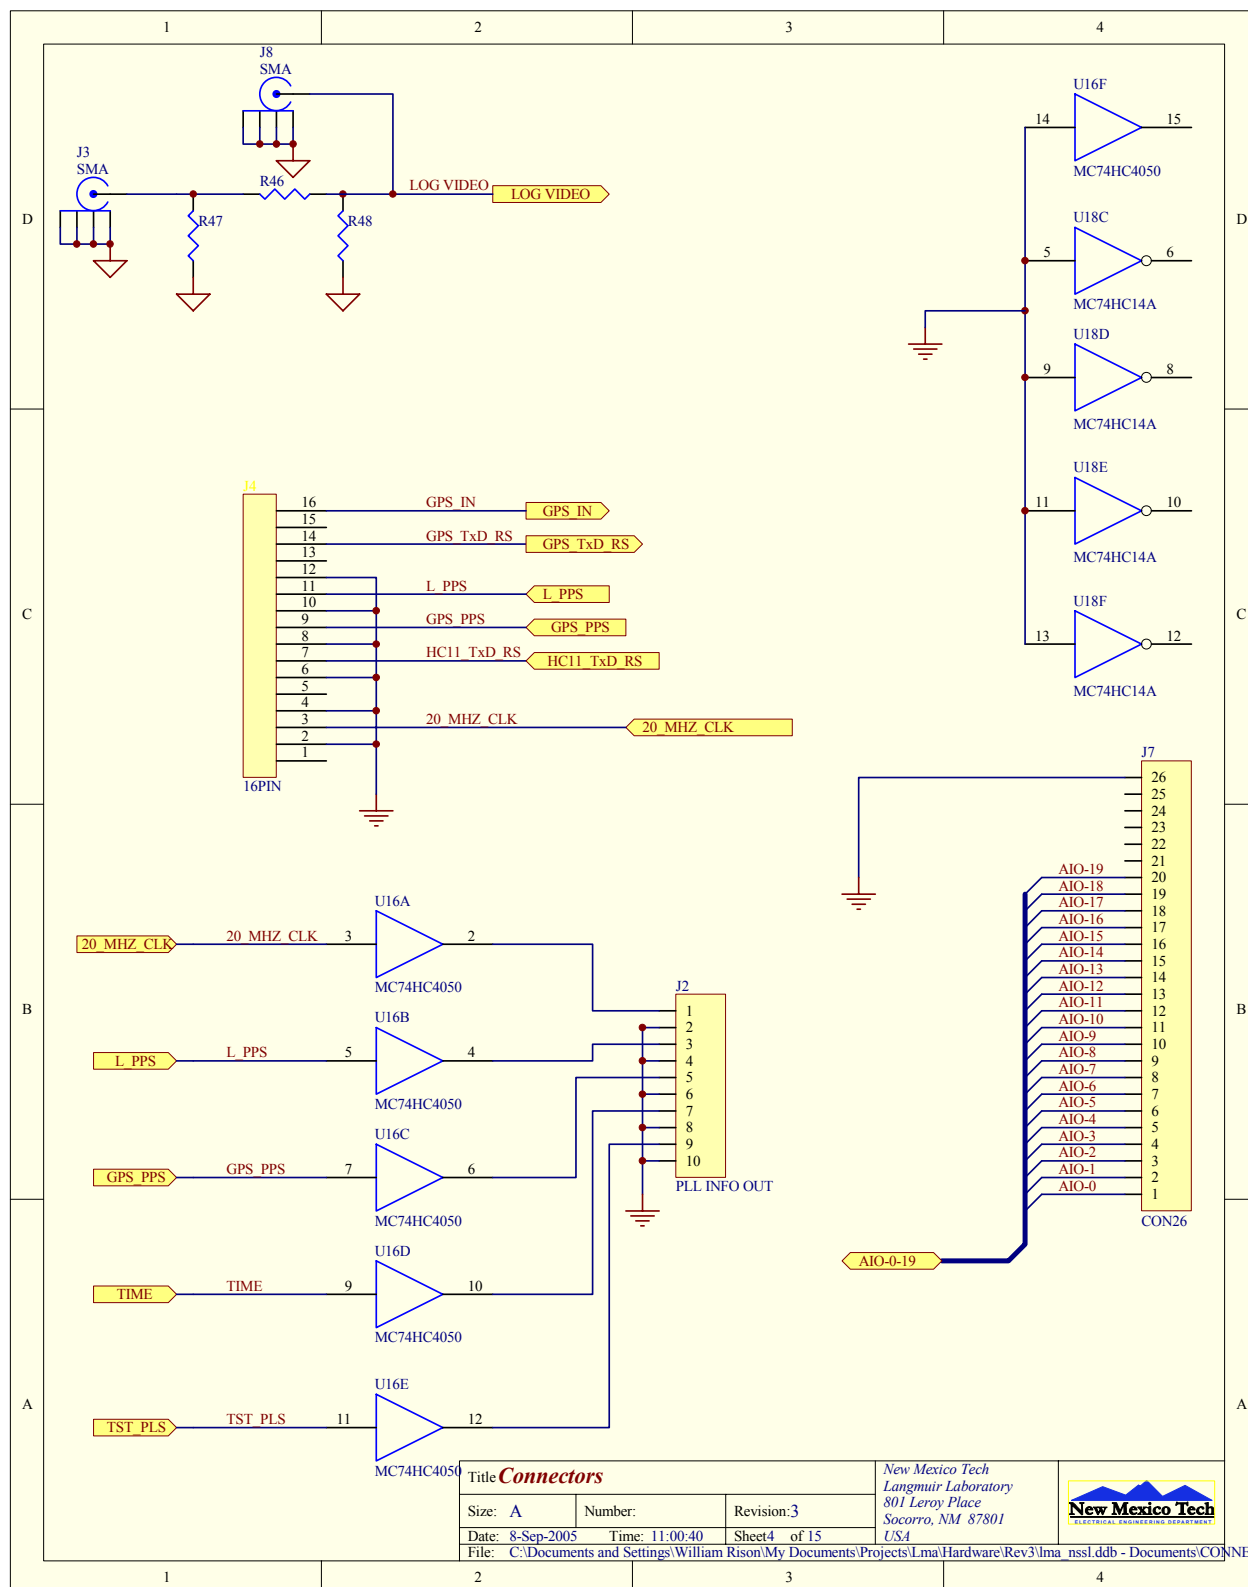 1 2 3 4
J8
SMA
J3
SMA
R46
R47
R48
LOG VIDEO
LOG VIDEO
U16F
14 15
MC74HC4050
U18C
5 6
MC74HC14A
U18D
9 8
MC74HC14A
U18E
11 10
MC74HC14A
U18F
13 12
MC74HC14A
D D
J4
16 GPS_IN GPS_IN
15
14 GPS_TxD_RS GPS_TxD_RS
13
12
11 L_PPS L_PPS
10
9 GPS_PPS GPS_PPS
8
7 HC11_TxD_RS HC11_TxD_RS
6
5
4
3 20_MHZ_CLK 20_MHZ_CLK
2
1
16PIN
C C
J7
26
25
24
23
22
21
AIO-19 20
AIO-18 19
AIO-17 18
AIO-16 17
AIO-15 16
AIO-14 15
AIO-13 14
AIO-12 13
AIO-11 12
AIO-10 11
AIO-9 10
AIO-8 9
AIO-7 8
AIO-6 7
AIO-5 6
AIO-4 5
AIO-3 4
AIO-2 3
AIO-1 2
AIO-0 1
CON26
AIO-0-19
U16A
20_MHZ_CLK 20_MHZ_CLK 3 2
MC74HC4050
U16B
L_PPS L_PPS 5 4
MC74HC4050
U16C
GPS_PPS GPS_PPS 7 6
MC74HC4050
U16D
TIME TIME 9 10
MC74HC4050
U16E
TST_PLS TST_PLS 11 12
MC74HC4050
J2
1
2
3
4
5
6
7
8
9
10
PLL INFO OUT
B B
A A
Title Connectors
Size: A Number: Revision:3
Date: 8-Sep-2005 Time: 11:00:40 Sheet4 of 15
File: C:\Documents and Settings\William Rison\My Documents\Projects\Lma\Hardware\Rev3\lma_nssl.ddb - Documents\CONNE
New Mexico Tech
Langmuir Laboratory
801 Leroy Place
Socorro, NM 87801
USA
New Mexico Tech
ELECTRICAL ENGINEERING DEPARTMENT
1 2 3 4